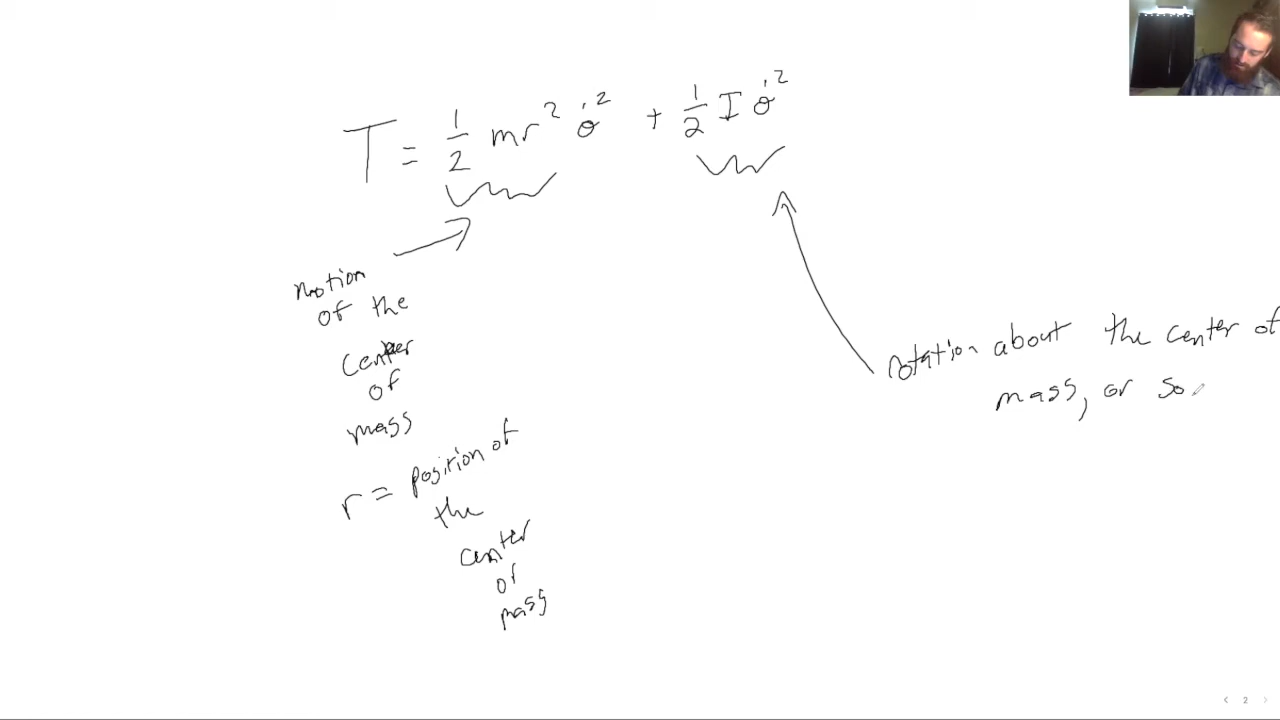 T = 1/2 mr² θ̇² + 1/2 I θ̇²
motion
of the
center
of
mass
r = position of
the
center
of
mass
rotation about the center of
mass, or so
2